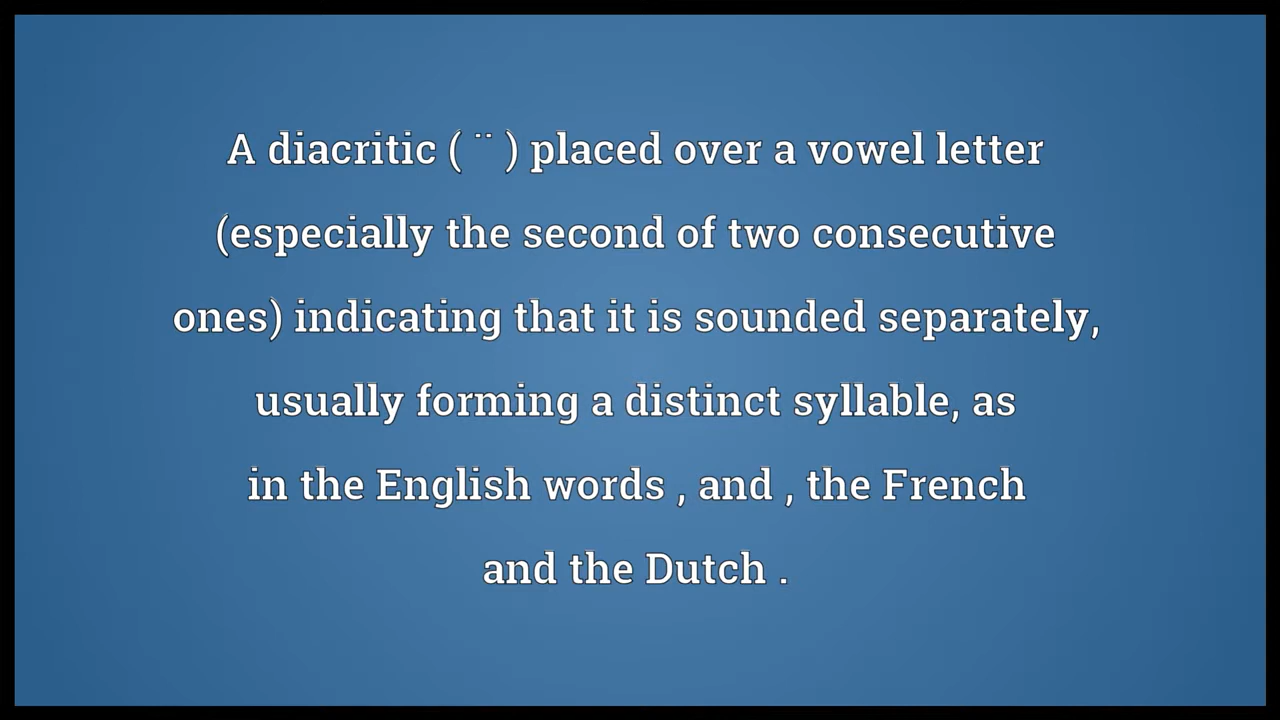 A diacritic ( ¨ ) placed over a vowel letter
(especially the second of two consecutive
ones) indicating that it is sounded separately,
usually forming a distinct syllable, as
in the English words , and , the French
and the Dutch .